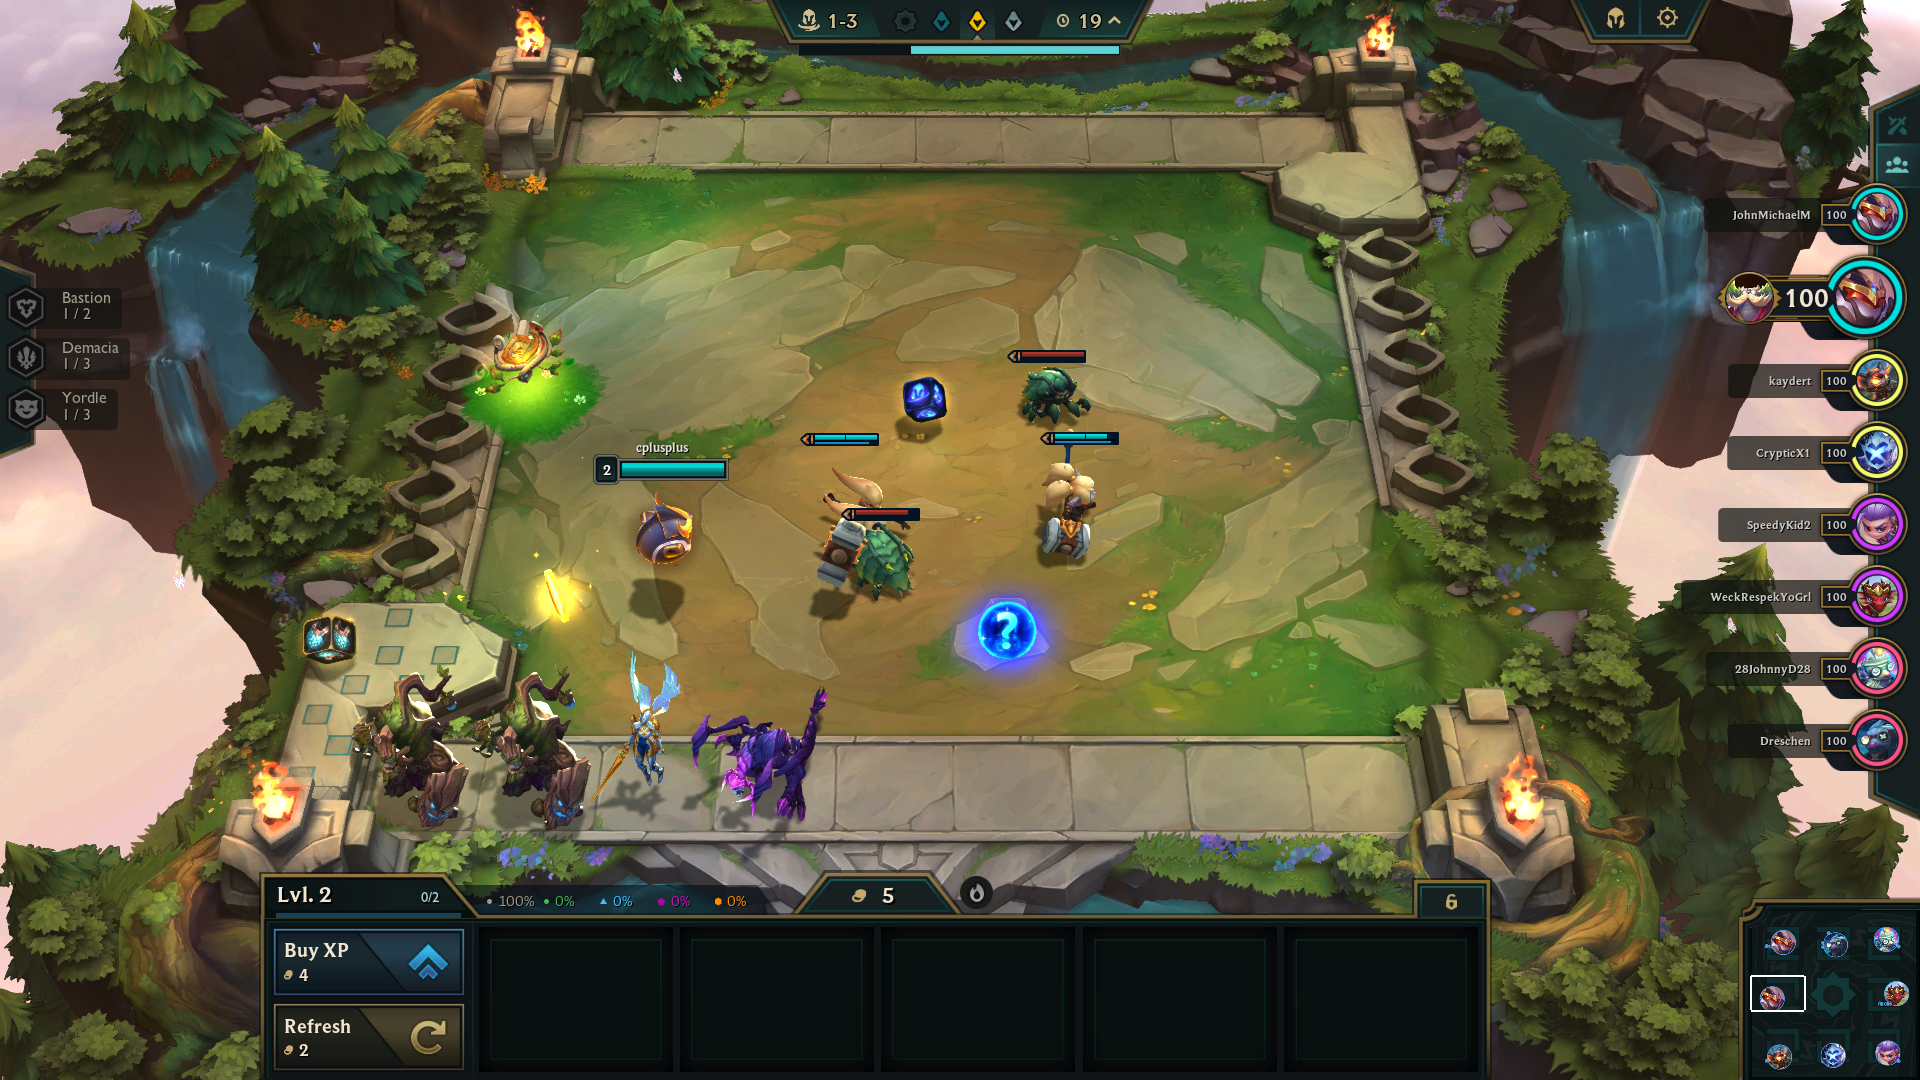 1-3
19
Bastion
1 / 2
Demacia
1 / 3
Yordle
1 / 3
cplusplus
2
?
JohnMichaelM 100
100
kaydert 100
CrypticX1 100
SpeedyKid2 100
WeckRespekYoGrl 100
28JohnnyD28 100
Dreschen 100
Lvl. 2 0/2
100% 0% 0% 0% 0%
5
6
Buy XP
4
Refresh
2